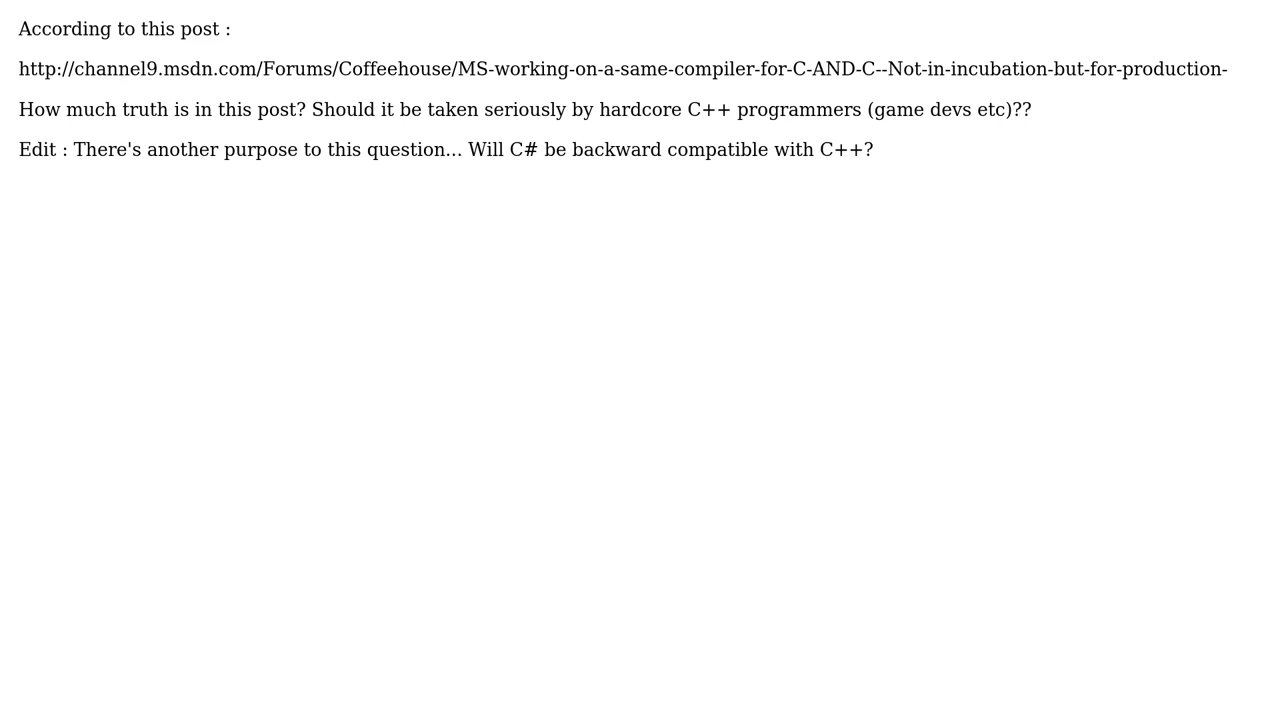 According to this post :
http://channel9.msdn.com/Forums/Coffeehouse/MS-working-on-a-same-compiler-for-C-AND-C--Not-in-incubation-but-for-production-
How much truth is in this post? Should it be taken seriously by hardcore C++ programmers (game devs etc)??
Edit : There's another purpose to this question... Will C# be backward compatible with C++?